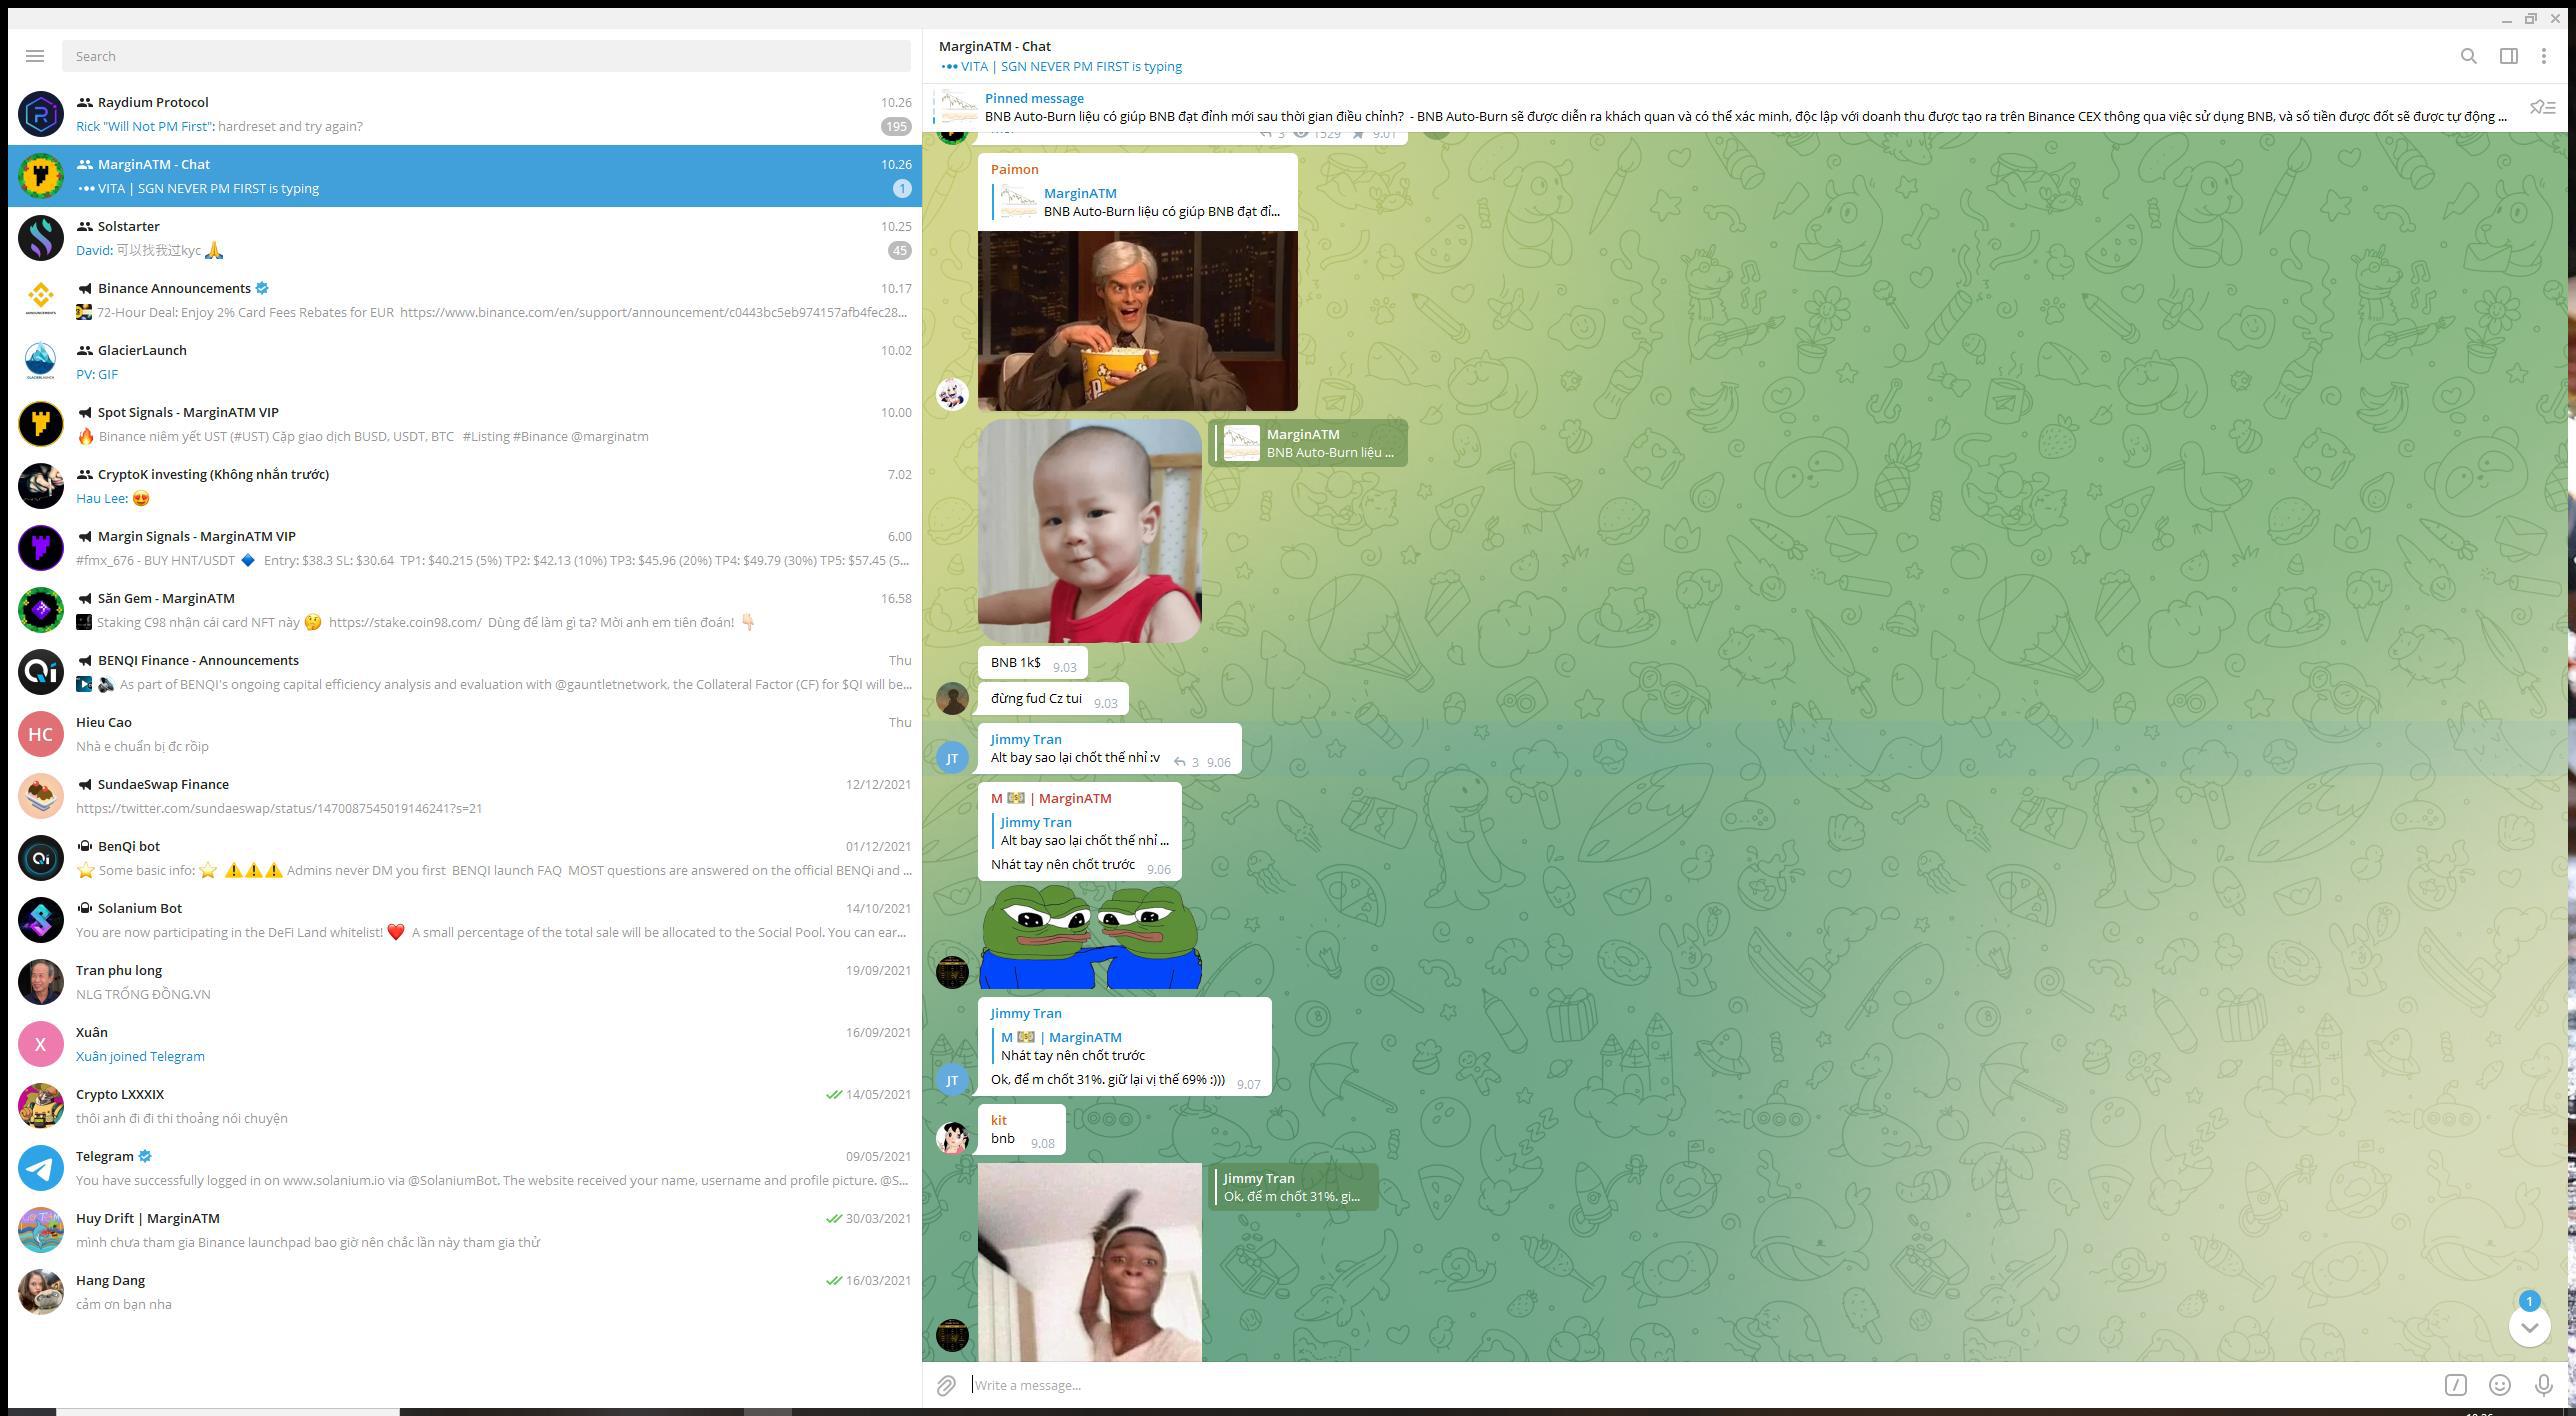 Search
Raydium Protocol
10.26
Rick "Will Not PM First": hardreset and try again?
195
MarginATM - Chat
10.26
VITA | SGN NEVER PM FIRST is typing
1
Solstarter
10.25
David: 可以找我过kyc 🙏
45
Binance Announcements
10.17
72-Hour Deal: Enjoy 2% Card Fees Rebates for EUR https://www.binance.com/en/support/announcement/c0443bc5eb974157afb4fec28...
GlacierLaunch
10.02
PV: GIF
Spot Signals - MarginATM VIP
10.00
🔥 Binance niêm yết UST (#UST) Cặp giao dịch BUSD, USDT, BTC #Listing #Binance @marginatm
CryptoK investing (Không nhắn trước)
7.02
Hau Lee: 😍
Margin Signals - MarginATM VIP
6.00
#fmx_676 - BUY HNT/USDT 🔷 Entry: $38.3 SL: $30.64 TP1: $40.215 (5%) TP2: $42.13 (10%) TP3: $45.96 (20%) TP4: $49.79 (30%) TP5: $57.45 (5...
Săn Gem - MarginATM
16.58
Staking C98 nhận cái card NFT này 🤔 https://stake.coin98.com/ Dùng để làm gì ta? Mời anh em tiên đoán! 👇🏻
BENQI Finance - Announcements
Thu
🔊 As part of BENQI's ongoing capital efficiency analysis and evaluation with @gauntletnetwork, the Collateral Factor (CF) for $QI will be...
HC
Hieu Cao
Thu
Nhà e chuẩn bị đc rồip
SundaeSwap Finance
12/12/2021
https://twitter.com/sundaeswap/status/1470087545019146241?s=21
BenQi bot
01/12/2021
⭐ Some basic info: ⭐ ⚠️⚠️⚠️ Admins never DM you first BENQI launch FAQ MOST questions are answered on the official BENQi and ...
Solanium Bot
14/10/2021
You are now participating in the DeFi Land whitelist! ❤️ A small percentage of the total sale will be allocated to the Social Pool. You can ear...
Tran phu long
19/09/2021
NLG TRỐNG ĐỒNG.VN
X
Xuân
16/09/2021
Xuân joined Telegram
Crypto LXXXIX
14/05/2021
thôi anh đi đi thi thoảng nói chuyện
Telegram
09/05/2021
You have successfully logged in on www.solanium.io via @SolaniumBot. The website received your name, username and profile picture. @S...
Huy Drift | MarginATM
30/03/2021
mình chưa tham gia Binance launchpad bao giờ nên chắc lần này tham gia thử
Hang Dang
16/03/2021
cảm ơn bạn nha
MarginATM - Chat
VITA | SGN NEVER PM FIRST is typing
Pinned message
BNB Auto-Burn liệu có giúp BNB đạt đỉnh mới sau thời gian điều chỉnh? - BNB Auto-Burn sẽ được diễn ra khách quan và có thể xác minh, độc lập với doanh thu được tạo ra trên Binance CEX thông qua việc sử dụng BNB, và số tiền được đốt sẽ được tự động ...
3 1529 9.01
Paimon
MarginATM
BNB Auto-Burn liệu có giúp BNB đạt đỉ...
MarginATM
BNB Auto-Burn liệu ...
BNB 1k$ 9.03
đừng fud Cz tui 9.03
JT
Jimmy Tran
Alt bay sao lại chốt thế nhỉ :v 3 9.06
M 💵 | MarginATM
Jimmy Tran
Alt bay sao lại chốt thế nhỉ ...
Nhát tay nên chốt trước 9.06
Jimmy Tran
M 💵 | MarginATM
Nhát tay nên chốt trước
JT
Ok, để m chốt 31%. giữ lại vị thế 69% :))) 9.07
kit
bnb 9.08
Jimmy Tran
Ok, để m chốt 31%. gi...
1
Write a message...